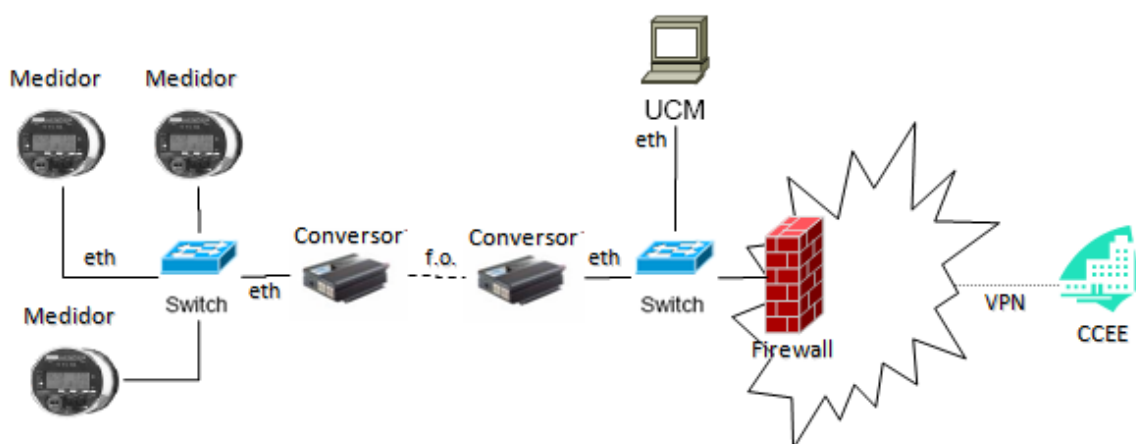 Medidor
Medidor
UCM
eth
eth
Switch
eth
Conversor
f.o.
Conversor
eth
Switch
Firewall
VPN
CCEE
Medidor